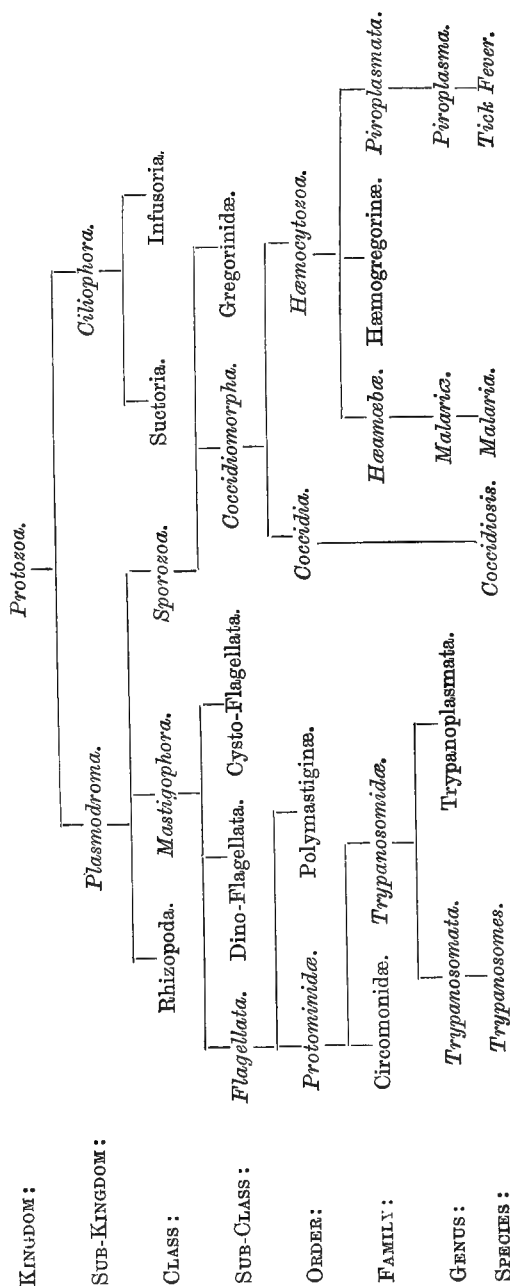 KINGDOM: Protozoa.
SUB-KINGDOM: Plasmodroma. Ciliophora.
CLASS: Rhizopoda. Mastigophora. Sporozoa. Suctoria. Infusoria.
SUB-CLASS: Flagellata. Dino-Flagellata. Cysto-Flagellata. Coccidiomorpha. Gregorinidæ.
ORDER: Protominidæ. Polymastiginæ. Coccidia. Hæmocytozoa.
FAMILY: Circomonidæ. Trypanosomidæ. Hæamæbæ. Hæmogregorinæ. Piroplasmata.
GENUS: Trypanosomata. Trypanoplasmata. Malariæ. Piroplasma.
SPECIES: Trypanosomes. Coccidiosis. Malaria. Tick Fever.